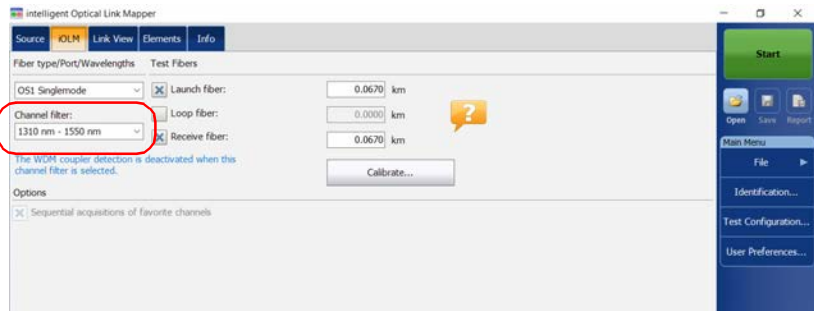 intelligent Optical Link Mapper
Source iOLM Link View Elements Info
Fiber type/Port/Wavelengths Test Fibers
OS1 Singlemode
Launch fiber: 0.0670 km
Channel filter:
Loop fiber: 0.0000 km
1310 nm - 1550 nm
Receive fiber: 0.0670 km
The WDM coupler detection is deactivated when this
channel filter is selected.
Calibrate...
Options
Sequential acquisitions of favorite channels
Start
Open Save Report
Main Menu
File
Identification...
Test Configuration...
User Preferences...